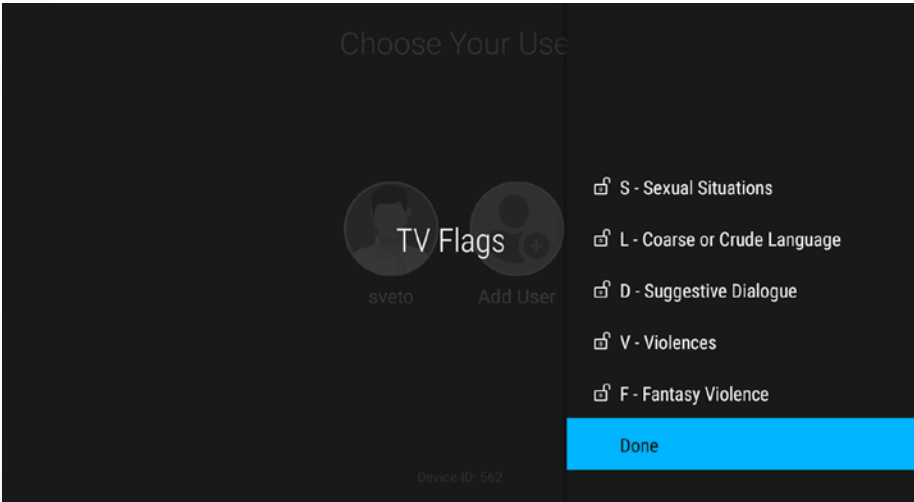 Choose Your Use
TV Flags
sveto
Add User
Device ID: 562
S - Sexual Situations
L - Coarse or Crude Language
D - Suggestive Dialogue
V - Violences
F - Fantasy Violence
Done